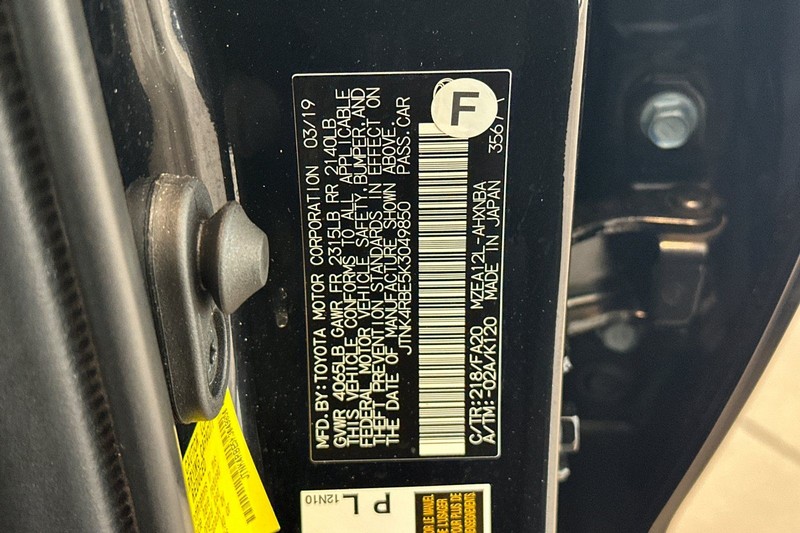 MFD. BY: TOYOTA MOTOR CORPORATION 03/19
GVWR 4065LB GAWR FR 2315LB RR 2140LB
THIS VEHICLE CONFORMS TO ALL APPLICABLE
FEDERAL MOTOR VEHICLE SAFETY, BUMPER, AND
THEFT PREVENTION STANDARDS IN EFFECT ON
THE DATE OF MANUFACTURE SHOWN ABOVE.
JTNK4RBE5K3049850 PASS. CAR
F
C/TR: 218/FA20 MZEA12L-AHXNBA 3567
A/TM: -02A/K120 MADE IN JAPAN
P L
12N10